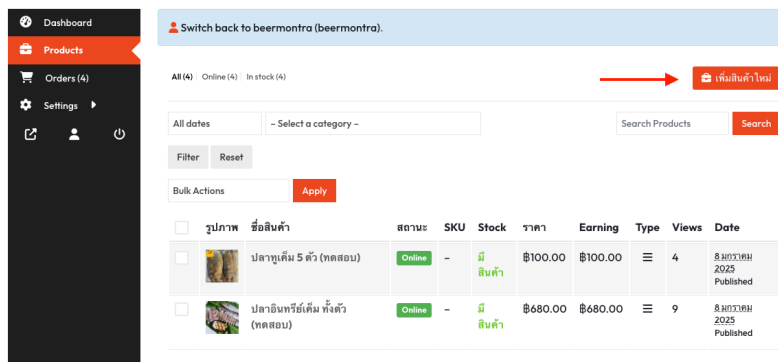 Dashboard
Products
Orders (4)
Settings
Switch back to beermontra (beermontra).
All (4) Online (4) In stock (4)
เพิ่มสินค้าใหม่
All dates – Select a category – Search Products Search
Filter Reset
Bulk Actions Apply
รูปภาพ ชื่อสินค้า สถานะ SKU Stock ราคา Earning Type Views Date
ปลาทูเค็ม 5 ตัว (ทดสอบ) Online – มี ฿100.00 ฿100.00 4 8 มกราคม
สินค้า 2025
Published
ปลาอินทรีย์เค็ม ทั้งตัว Online – มี ฿680.00 ฿680.00 9 8 มกราคม
(ทดสอบ) สินค้า 2025
Published